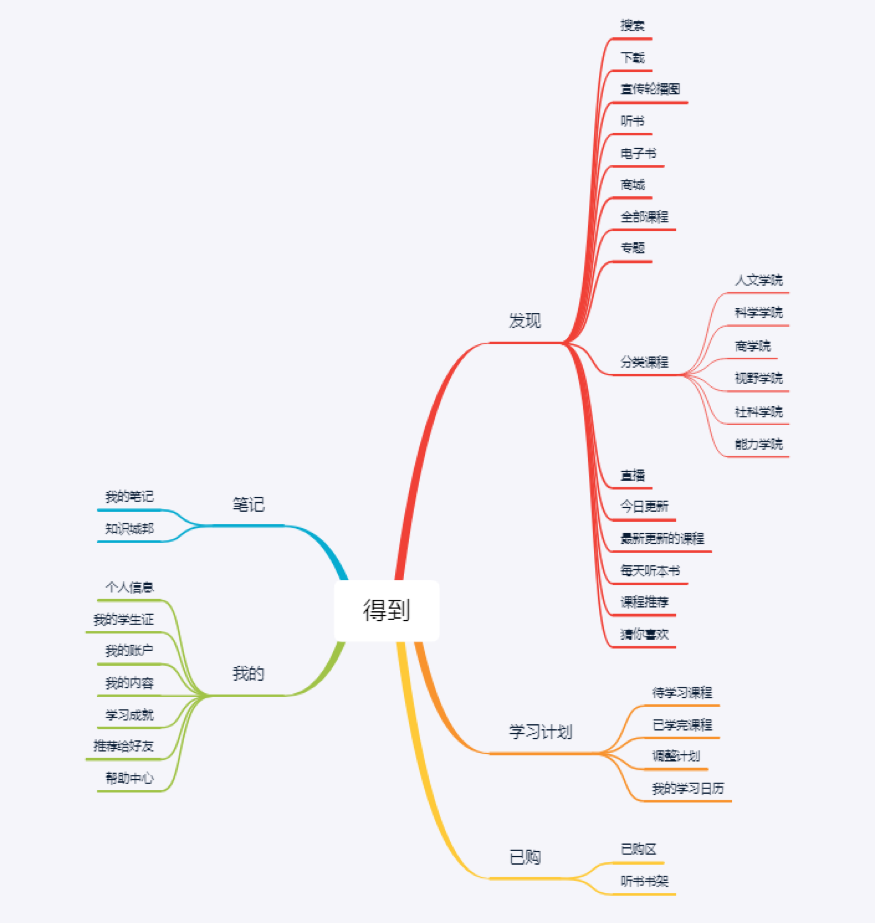 得到
发现
搜索
下载
宣传轮播图
听书
电子书
商城
全部课程
专题
分类课程
人文学院
科学学院
商学院
视野学院
社科学院
能力学院
直播
今日更新
最新更新的课程
每天听本书
课程推荐
猜你喜欢
学习计划
待学习课程
已学完课程
调整计划
我的学习日历
已购
已购区
听书书架
笔记
我的笔记
知识城邦
我的
个人信息
我的学生证
我的账户
我的内容
学习成就
推荐给好友
帮助中心